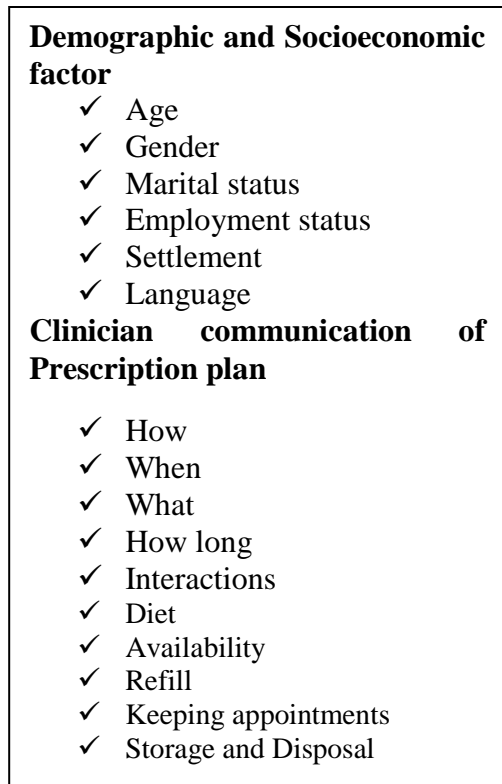 Demographic and Socioeconomic
factor
✓ Age
✓ Gender
✓ Marital status
✓ Employment status
✓ Settlement
✓ Language
Clinician communication of
Prescription plan
✓ How
✓ When
✓ What
✓ How long
✓ Interactions
✓ Diet
✓ Availability
✓ Refill
✓ Keeping appointments
✓ Storage and Disposal